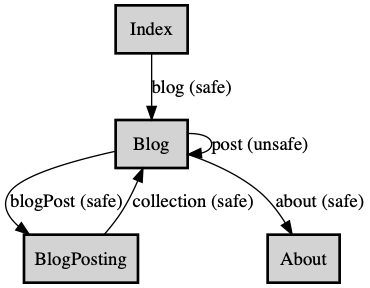 Index
blog (safe)
Blog
post (unsafe)
blogPost (safe)
collection (safe)
about (safe)
BlogPosting
About